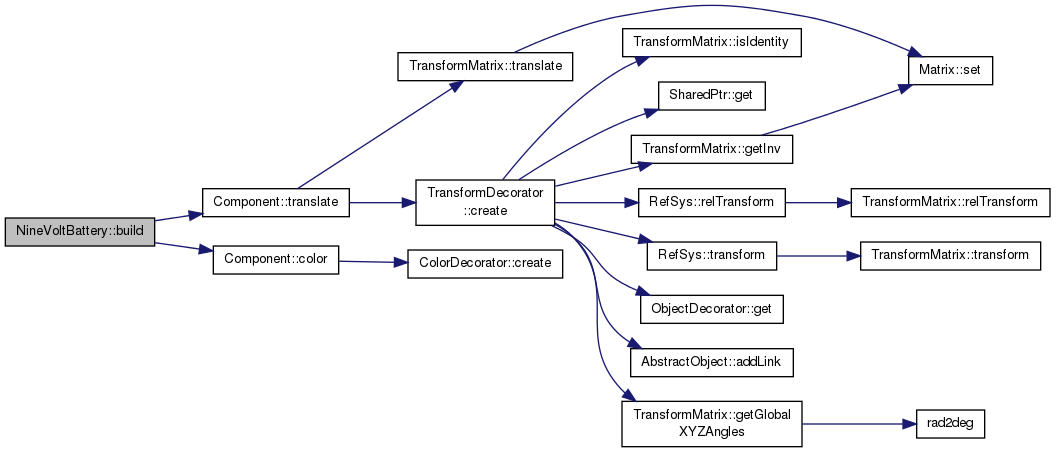 NineVoltBattery::build
Component::translate
Component::color
TransformMatrix::translate
TransformDecorator
::create
ColorDecorator::create
TransformMatrix::isIdentity
SharedPtr::get
TransformMatrix::getInv
RefSys::relTransform
RefSys::transform
ObjectDecorator::get
AbstractObject::addLink
TransformMatrix::getGlobal
XYZAngles
Matrix::set
TransformMatrix::relTransform
TransformMatrix::transform
rad2deg